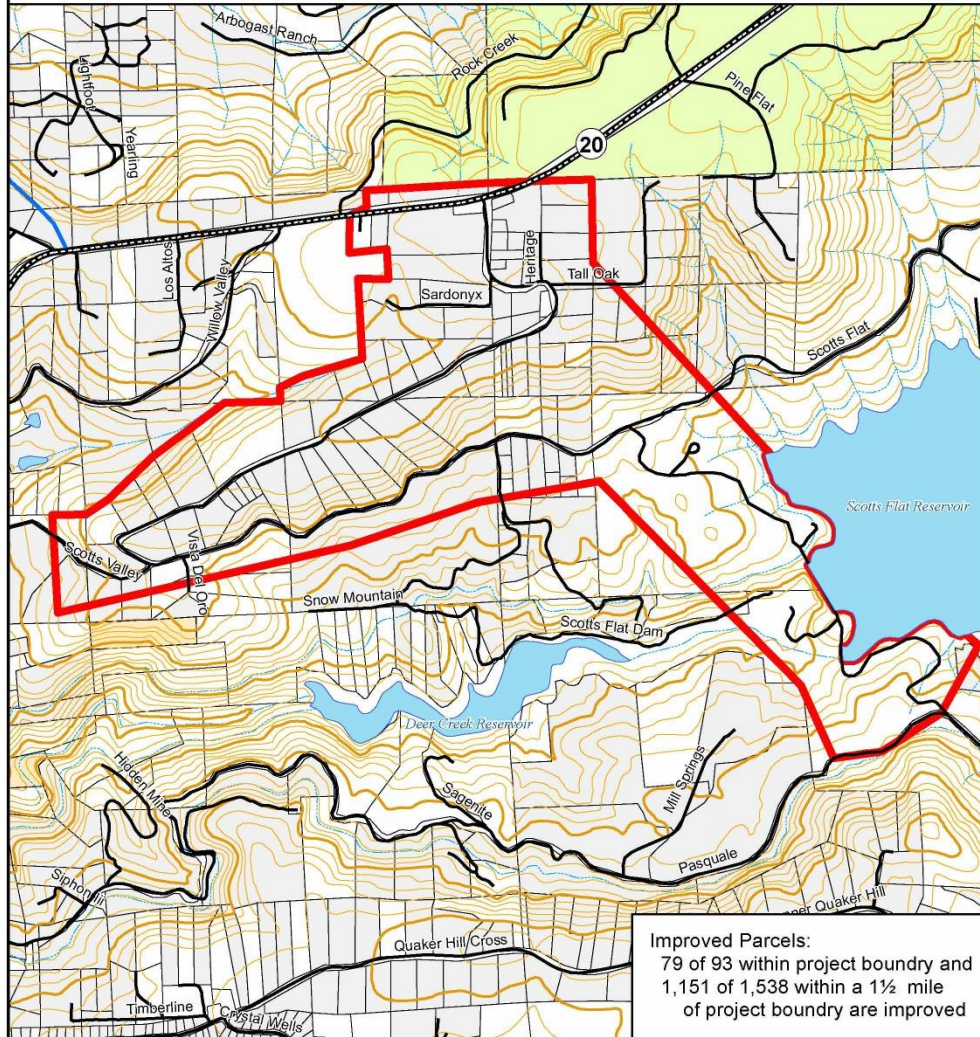 Arbogast Ranch
Rock Creek
Pine Flat
Lightfoot
Yearling
20
Los Altos
Willow Valley
Heritage
Tall Oak
Sardonyx
Scotts Flat
Scotts Flat Reservoir
Scotts Valley
Vista Del Oro
Snow Mountain
Scotts Flat Dam
Deer Creek Reservoir
Hidden Mine
Sagenite
Mill Springs
Siphon
Pasquale
Quaker Hill
Quaker Hill Cross
Timberline
Crystal Wells
Improved Parcels:
79 of 93 within project boundry and
1,151 of 1,538 within a 1½ mile
of project boundry are improved